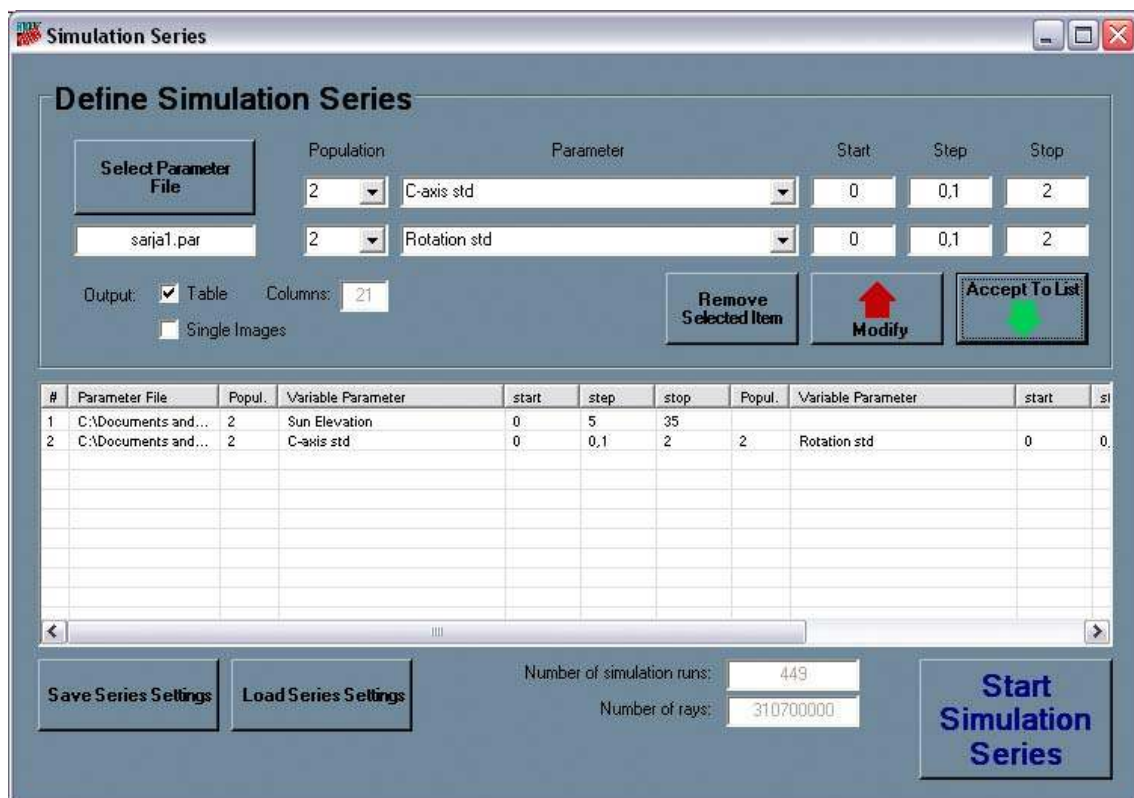 Simulation Series
Define Simulation Series
Select Parameter
File
Population Parameter Start Step Stop
2 C-axis std 0 0,1 2
sarja1.par 2 Rotation std 0 0,1 2
Output: Table Columns: 21
Single Images
Remove
Selected Item
Modify
Accept To List
# Parameter File Popul. Variable Parameter start step stop Popul. Variable Parameter start
1 C:\Documents and... 2 Sun Elevation 0 5 35
2 C:\Documents and... 2 C-axis std 0 0,1 2 2 Rotation std 0 0,
Save Series Settings
Load Series Settings
Number of simulation runs: 449
Number of rays: 310700000
Start
Simulation
Series